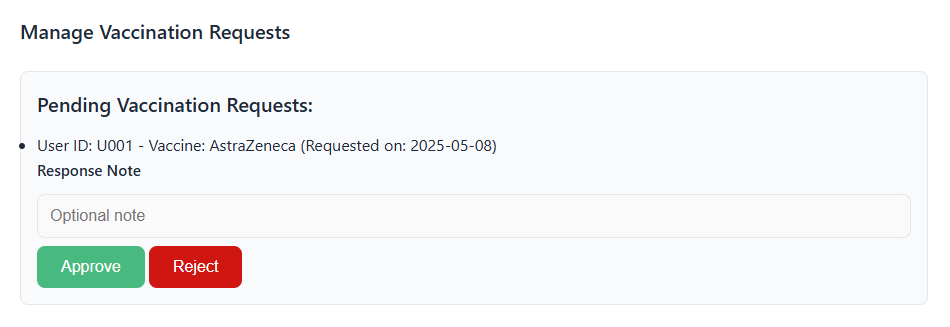 Manage Vaccination Requests
Pending Vaccination Requests:
User ID: U001 - Vaccine: AstraZeneca (Requested on: 2025-05-08)
Response Note
Optional note
Approve Reject